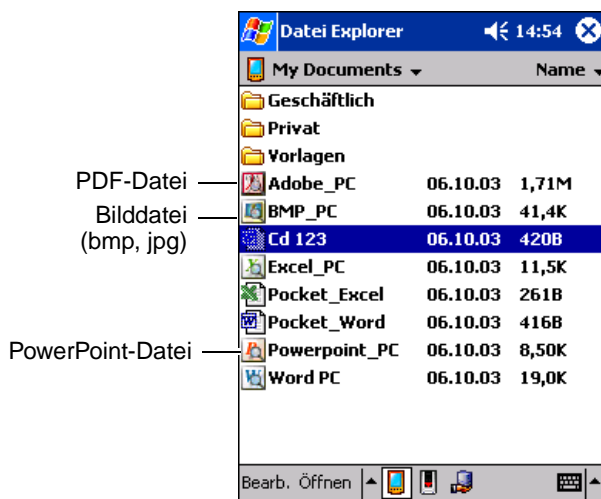 Datei Explorer 14:54
My Documents Name
Geschäftlich
Privat
Vorlagen
PDF-Datei Adobe_PC 06.10.03 1,71M
Bilddatei BMP_PC 06.10.03 41,4K
(bmp, jpg) Cd 123 06.10.03 420B
Excel_PC 06.10.03 11,5K
Pocket_Excel 06.10.03 261B
Pocket_Word 06.10.03 416B
PowerPoint-Datei Powerpoint_PC 06.10.03 8,50K
Word PC 06.10.03 19,0K
Bearb. Öffnen